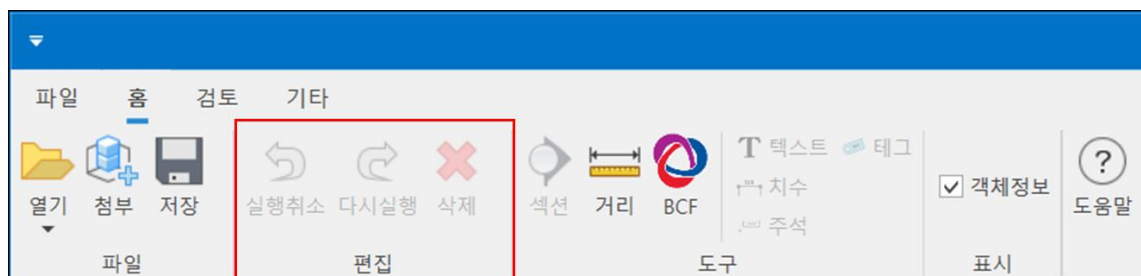 파일 홈 검토 기타
열기 첨부 저장 실행취소 다시실행 삭제 섹션 거리 BCF T 텍스트 테그 치수 주석 객체정보 ? 도움말
파일 편집 도구 표시